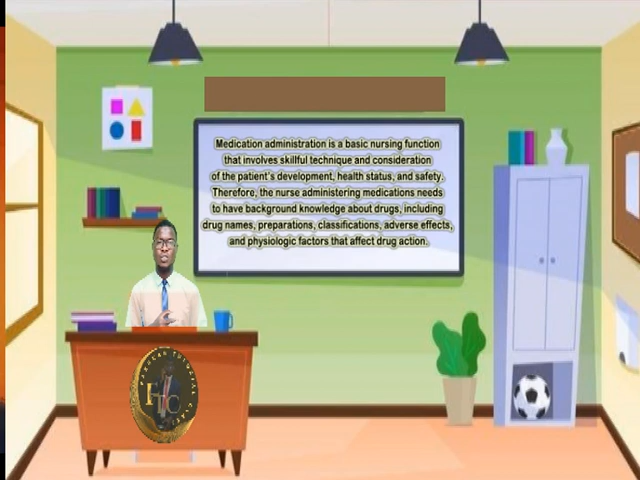 Medication administration is a basic nursing function
that involves skillful technique and consideration
of the patient's development, health status, and safety.
Therefore, the nurse administering medications needs
to have background knowledge about drugs, including
drug names, preparations, classifications, adverse effects,
and physiologic factors that affect drug action.